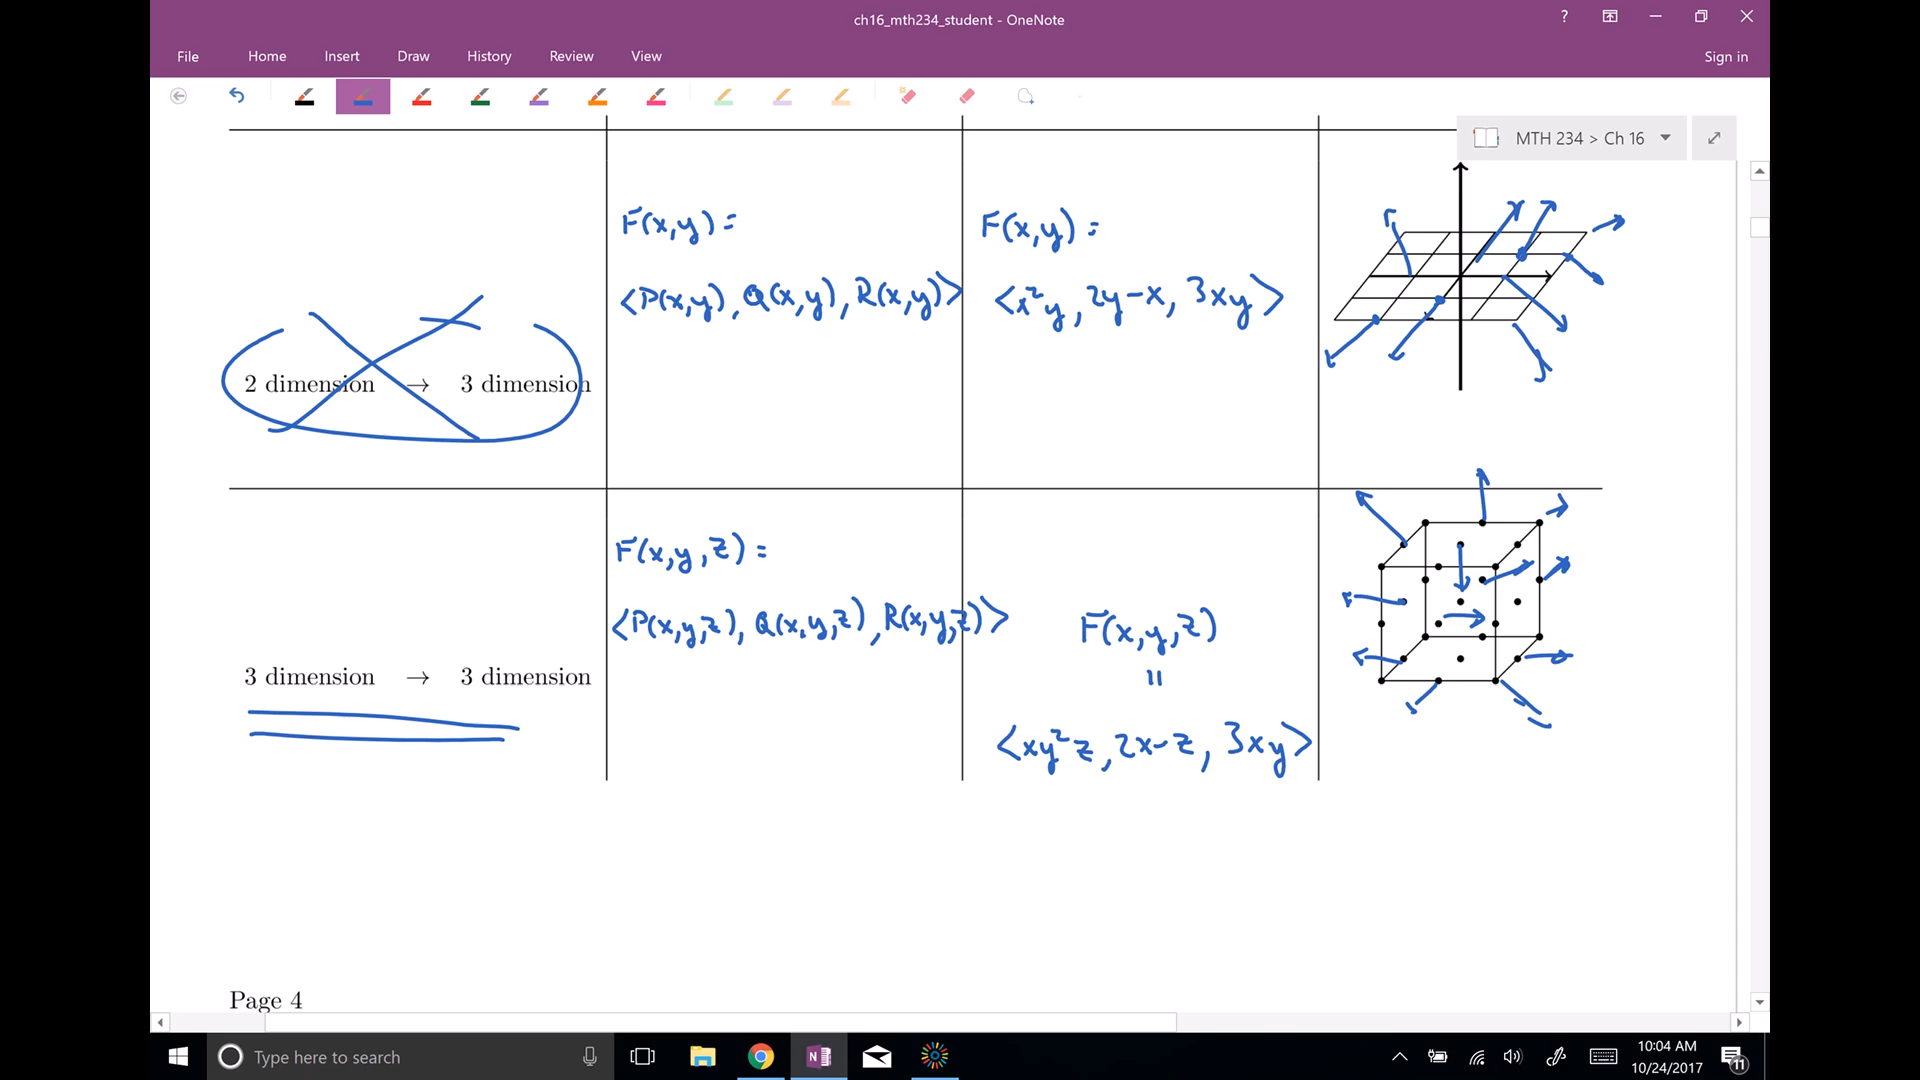 ch16_mth234_student - OneNote
File Home Insert Draw History Review View Sign in
MTH 234 > Ch 16
F(x,y) =
<P(x,y), Q(x,y), R(x,y)>
F(x,y) =
<x²y, 2y-x, 3xy>
2 dimension → 3 dimension
F(x,y,z) =
<P(x,y,z), Q(x,y,z), R(x,y,z)>
F(x,y,z)
=
<xy²z, 2x-z, 3xy>
3 dimension → 3 dimension
Page 4
Type here to search
10:04 AM
10/24/2017
11